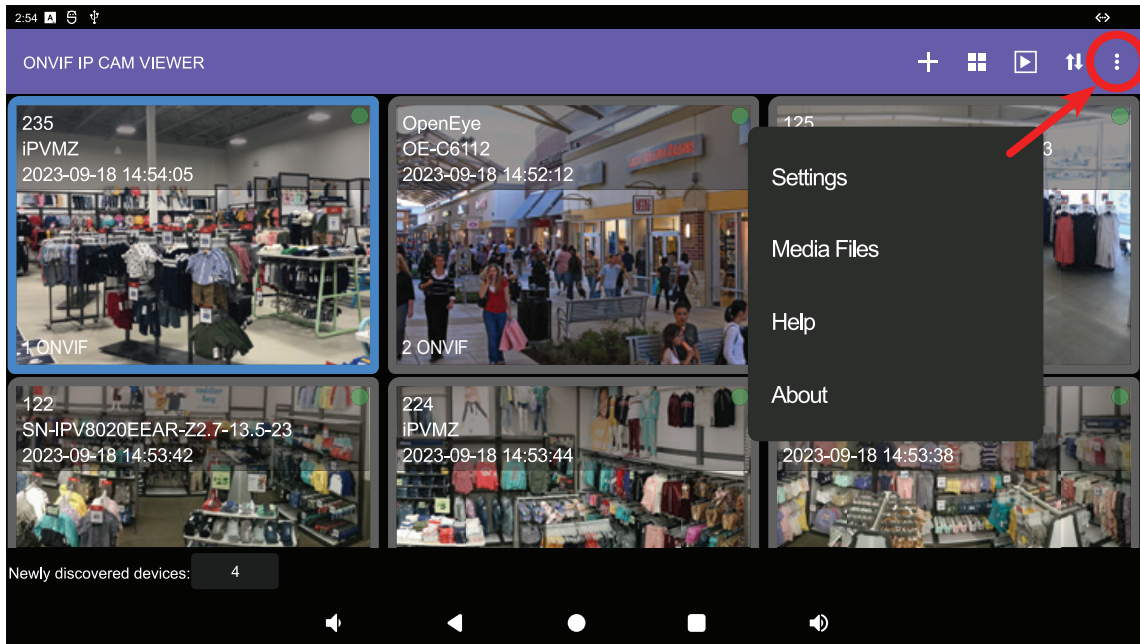 2:54
ONVIF IP CAM VIEWER
235
iPVMZ
2023-09-18 14:54:05
1 ONVIF
OpenEye
OE-C6112
2023-09-18 14:52:12
2 ONVIF
125
3
Settings
Media Files
Help
About
122
SN-IPV8020EEAR-Z2.7-13.5-23
2023-09-18 14:53:42
224
iPVMZ
2023-09-18 14:53:44
2023-09-18 14:53:38
Newly discovered devices:
4